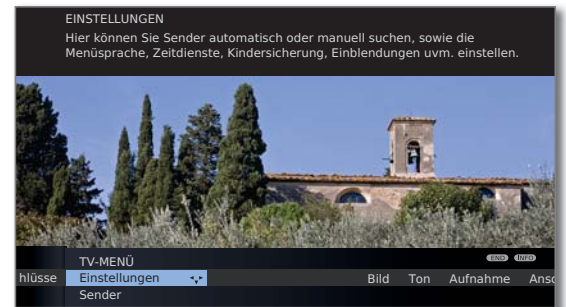 EINSTELLUNGEN
Hier können Sie Sender automatisch oder manuell suchen, sowie die
Menüsprache, Zeitdienste, Kindersicherung, Einblendungen uvm. einstellen.
TV-MENÜ END INFO
hlüsse Einstellungen Bild Ton Aufnahme Ansc
Sender